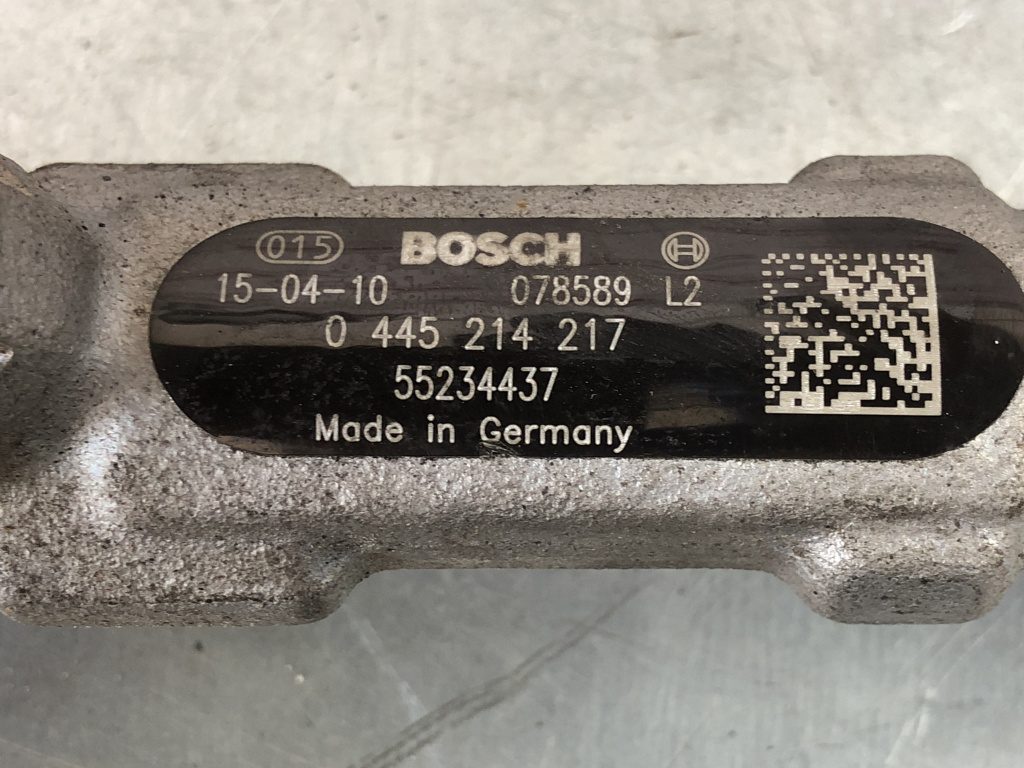 015 BOSCH
15-04-10 078589 L2
0 445 214 217
55234437
Made in Germany